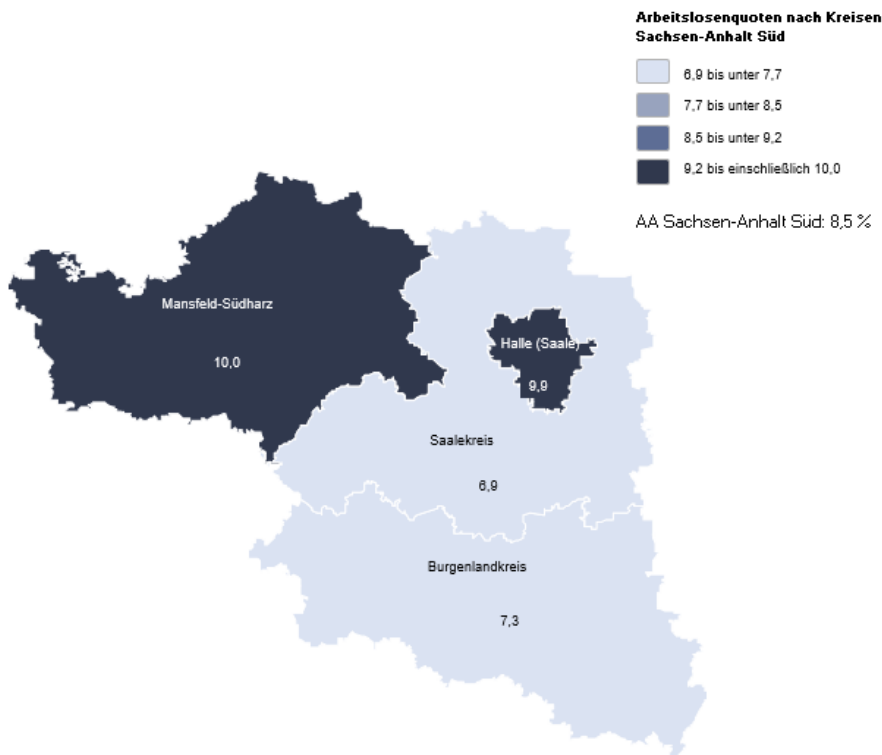 Arbeitslosenquoten nach Kreisen
Sachsen-Anhalt Süd
6,9 bis unter 7,7
7,7 bis unter 8,5
8,5 bis unter 9,2
9,2 bis einschließlich 10,0
AA Sachsen-Anhalt Süd: 8,5 %
Mansfeld-Südharz
10,0
Halle (Saale)
9,9
Saalekreis
6,9
Burgenlandkreis
7,3